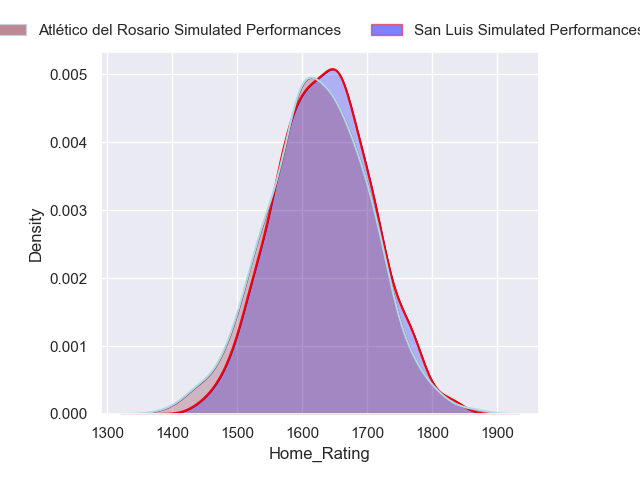 Atlético del Rosario Simulated Performances
San Luis Simulated Performances
0.005
0.004
0.003
0.002
0.001
0.000
Density
1300 1400 1500 1600 1700 1800 1900
Home_Rating